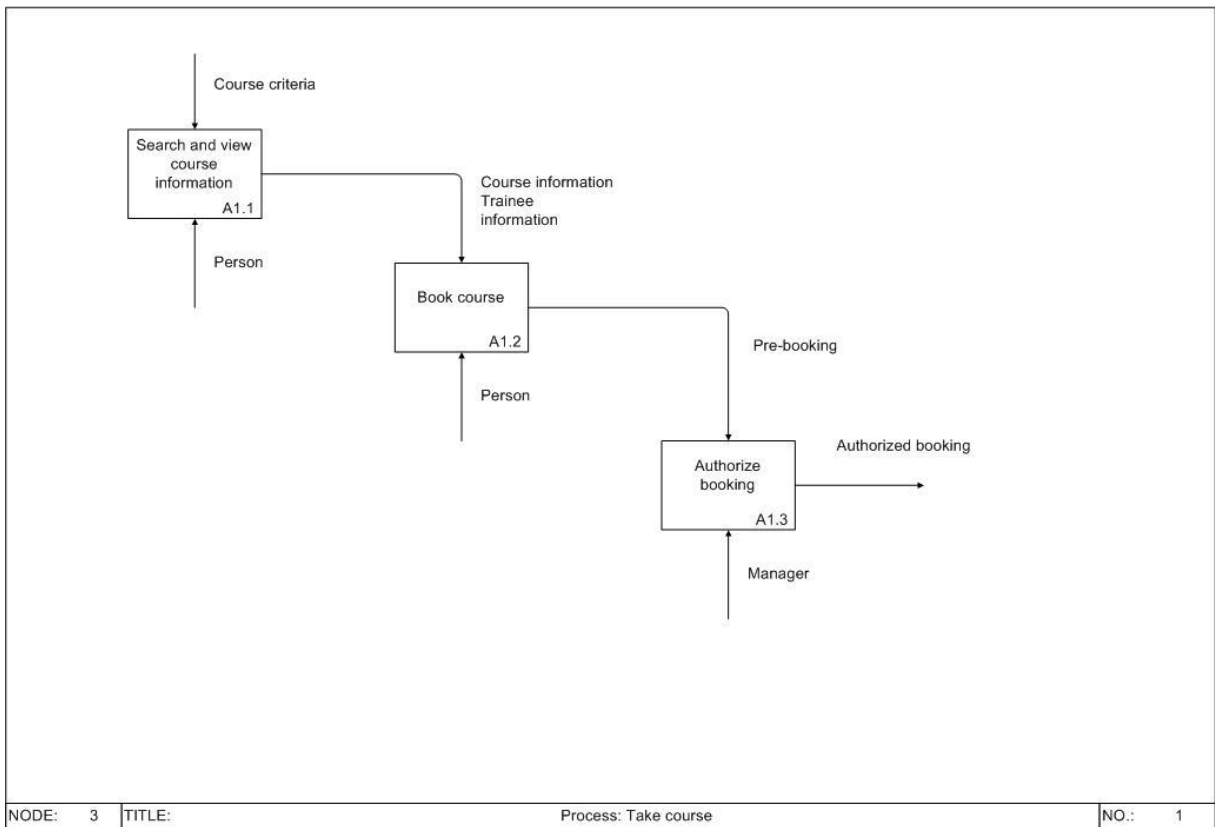 Course criteria
Search and view
course
information
A1.1
Course information
Trainee
information
Person
Book course
A1.2
Pre-booking
Person
Authorized booking
Authorize
booking
A1.3
Manager
NODE: 3 TITLE: Process: Take course NO.: 1